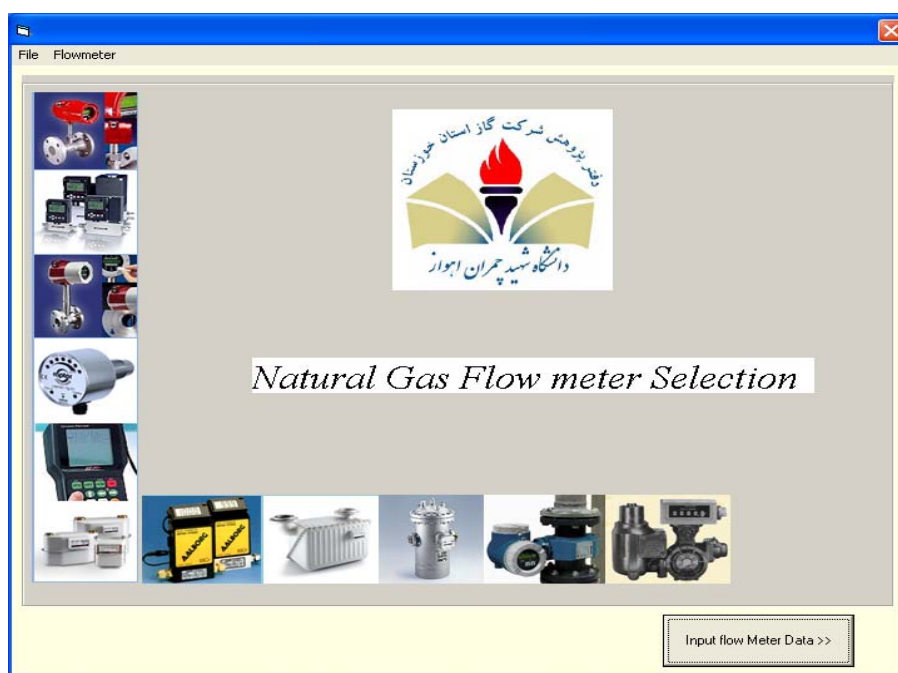 File Flowmeter
دفتر پژوهش شرکت گاز استان خوزستان
دانشگاه شهید چمران اهواز
Natural Gas Flow meter Selection
AALBORG
AALBORG
Input flow Meter Data >>